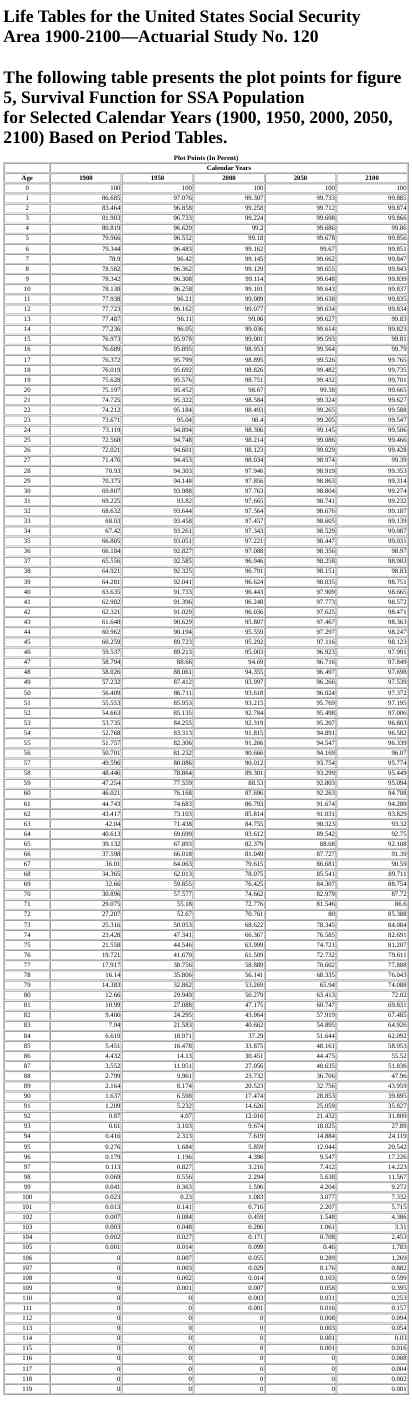 Life Tables for the United States Social Security
Area 1900-2100—Actuarial Study No. 120
The following table presents the plot points for figure
5, Survival Function for SSA Population
for Selected Calendar Years (1900, 1950, 2000, 2050,
2100) Based on Period Tables.
Plot Points (In Percent)
Calendar Years
Age 1900 1950 2000 2050 2100
0 100 100 100 100 100
1 86.685 97.076 99.307 99.733 99.885
2 83.464 96.858 99.258 99.712 99.874
3 81.903 96.723 99.224 99.698 99.866
4 80.819 96.629 99.2 99.686 99.86
5 79.966 96.552 99.18 99.678 99.856
6 79.344 96.483 99.162 99.67 99.851
7 78.9 96.42 99.145 99.662 99.847
8 78.582 96.362 99.129 99.655 99.843
9 78.342 96.308 99.114 99.648 99.839
10 78.138 96.258 99.101 99.643 99.837
11 77.938 96.21 99.089 99.638 99.835
12 77.723 96.162 99.077 99.634 99.834
13 77.487 96.11 99.06 99.627 99.83
14 77.236 96.05 99.036 99.614 99.823
15 76.973 95.978 99.001 99.593 99.81
16 76.689 95.895 98.953 99.564 99.79
17 76.372 95.799 98.895 99.526 99.765
18 76.019 95.692 98.826 99.482 99.735
19 75.628 95.576 98.751 99.432 99.701
20 75.197 95.452 98.67 99.38 99.665
21 74.725 95.322 98.584 99.324 99.627
22 74.212 95.184 98.493 99.265 99.588
23 73.671 95.04 98.4 99.205 99.547
24 73.119 94.894 98.306 99.145 99.506
25 72.568 94.748 98.214 99.086 99.466
26 72.021 94.601 98.123 99.029 99.428
27 71.476 94.453 98.034 98.974 99.39
28 70.93 94.303 97.946 98.919 99.353
29 70.375 94.148 97.856 98.863 99.314
30 69.807 93.988 97.763 98.804 99.274
31 69.225 93.82 97.665 98.741 99.232
32 68.632 93.644 97.564 98.676 99.187
33 68.03 93.458 97.457 98.605 99.139
34 67.42 93.261 97.343 98.529 99.087
35 66.805 93.051 97.221 98.447 99.031
36 66.184 92.827 97.088 98.356 98.97
37 65.556 92.585 96.946 98.258 98.903
38 64.921 92.325 96.791 98.151 98.83
39 64.281 92.041 96.624 98.035 98.751
40 63.635 91.733 96.443 97.909 98.665
41 62.982 91.396 96.248 97.773 98.572
42 62.321 91.029 96.036 97.625 98.471
43 61.648 90.629 95.807 97.467 98.363
44 60.962 90.194 95.559 97.297 98.247
45 60.259 89.723 95.292 97.116 98.123
46 59.537 89.213 95.003 96.923 97.991
47 58.794 88.66 94.69 96.716 97.849
48 58.026 88.061 94.355 96.497 97.698
49 57.232 87.412 93.997 96.266 97.539
50 56.409 86.711 93.618 96.024 97.372
51 55.553 85.953 93.215 95.769 97.195
52 54.663 85.135 92.784 95.498 97.006
53 53.735 84.255 92.319 95.207 96.803
54 52.768 83.313 91.815 94.891 96.582
55 51.757 82.306 91.266 94.547 96.339
56 50.701 81.232 90.666 94.169 96.07
57 49.596 80.086 90.012 93.754 95.774
58 48.446 78.864 89.301 93.299 95.449
59 47.254 77.559 88.53 92.803 95.094
60 46.021 76.168 87.696 92.263 94.708
61 44.743 74.683 86.793 91.674 94.289
62 43.417 73.103 85.814 91.031 93.829
63 42.04 71.438 84.755 90.323 93.32
64 40.613 69.699 83.612 89.542 92.75
65 39.132 67.893 82.379 88.68 92.108
66 37.598 66.018 81.049 87.727 91.39
67 36.01 64.063 79.615 86.681 90.59
68 34.365 62.013 78.075 85.541 89.711
69 32.66 59.855 76.425 84.307 88.754
70 30.896 57.577 74.662 82.979 87.72
71 29.075 55.18 72.776 81.546 86.6
72 27.207 52.67 70.761 80 85.388
73 25.316 50.053 68.622 78.345 84.084
74 23.428 47.341 66.367 76.585 82.691
75 21.558 44.546 63.999 74.721 81.207
76 19.721 41.679 61.509 72.732 79.611
77 17.917 38.756 58.889 70.602 77.888
78 16.14 35.806 56.141 68.335 76.043
79 14.383 32.862 53.269 65.94 74.088
80 12.66 29.949 50.279 63.413 72.02
81 10.99 27.088 47.175 60.747 69.831
82 9.406 24.295 43.964 57.919 67.485
83 7.94 21.583 40.662 54.895 64.926
84 6.619 18.971 37.29 51.644 62.092
85 5.451 16.478 33.875 48.161 58.953
86 4.432 14.13 30.451 44.475 55.52
87 3.552 11.951 27.056 40.635 51.836
88 2.799 9.961 23.732 36.706 47.96
89 2.164 8.174 20.523 32.756 43.959
90 1.637 6.598 17.474 28.853 39.895
91 1.209 5.232 14.626 25.059 35.827
92 0.87 4.07 12.016 21.432 31.809
93 0.61 3.103 9.674 18.025 27.89
94 0.416 2.313 7.619 14.884 24.119
95 0.276 1.684 5.859 12.044 20.542
96 0.179 1.196 4.398 9.547 17.226
97 0.113 0.827 3.216 7.412 14.223
98 0.069 0.556 2.294 5.638 11.567
99 0.041 0.363 1.596 4.204 9.272
100 0.023 0.23 1.083 3.077 7.332
101 0.013 0.141 0.716 2.207 5.715
102 0.007 0.084 0.459 1.548 4.386
103 0.003 0.048 0.286 1.061 3.31
104 0.002 0.027 0.171 0.708 2.453
105 0.001 0.014 0.099 0.46 1.783
106 0 0.007 0.055 0.289 1.269
107 0 0.003 0.029 0.176 0.882
108 0 0.002 0.014 0.103 0.599
109 0 0.001 0.007 0.058 0.395
110 0 0 0.003 0.031 0.253
111 0 0 0.001 0.016 0.157
112 0 0 0 0.008 0.094
113 0 0 0 0.003 0.054
114 0 0 0 0.001 0.03
115 0 0 0 0.001 0.016
116 0 0 0 0 0.008
117 0 0 0 0 0.004
118 0 0 0 0 0.002
119 0 0 0 0 0.001